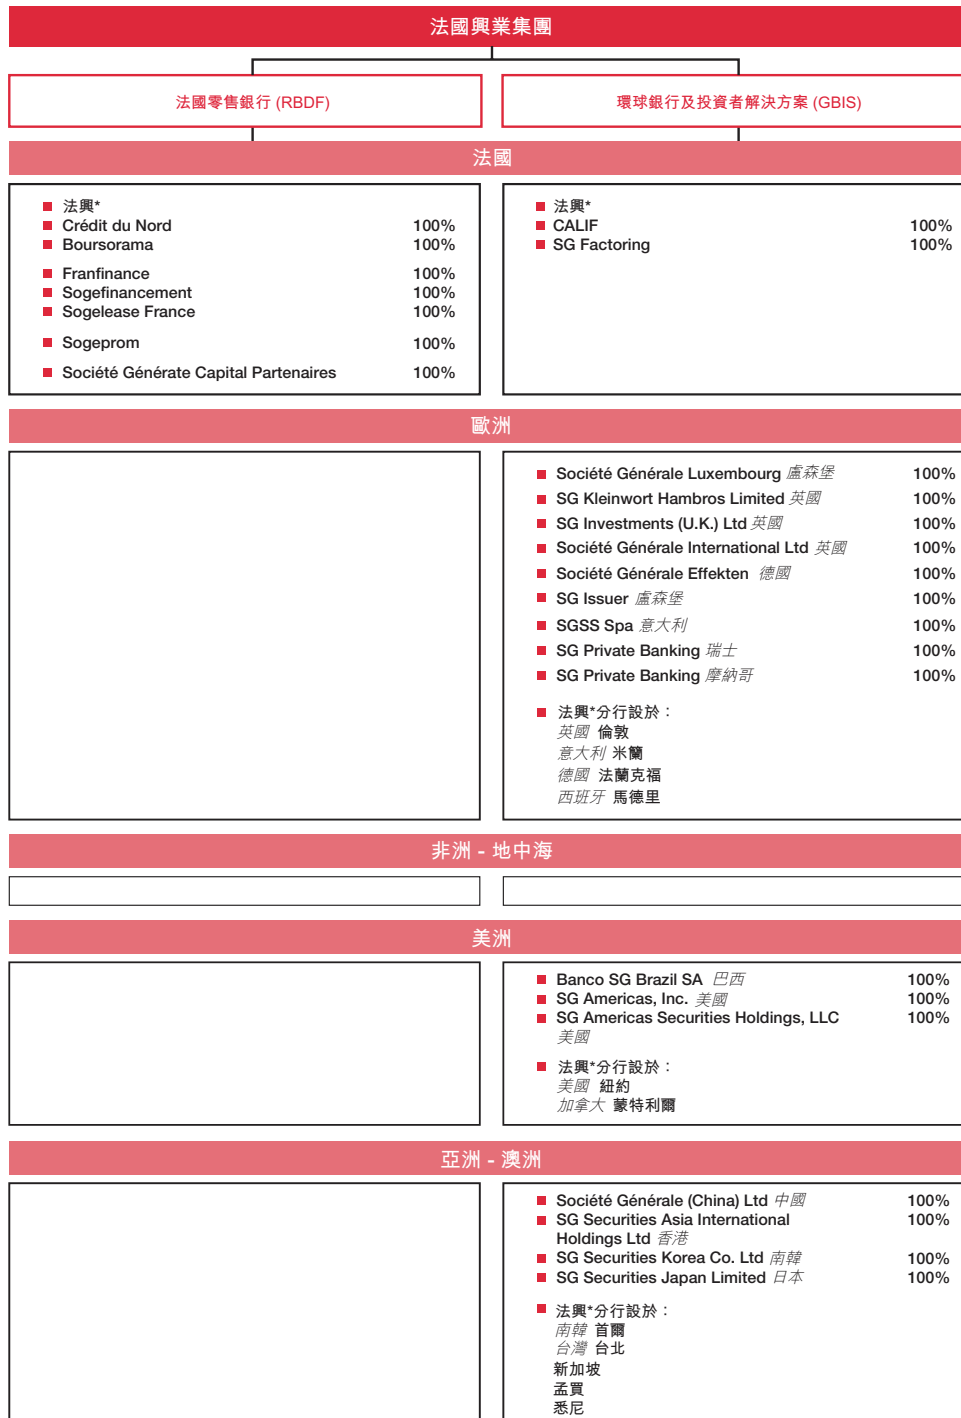 法國興業集團
法國零售銀行 (RBDF)
環球銀行及投資者解決方案 (GBIS)
法國
法興*
Crédit du Nord 100%
Boursorama 100%
Franfinance 100%
Sogefinancement 100%
Sogelease France 100%
Sogeprom 100%
Société Générate Capital Partenaires 100%
法興*
CALIF 100%
SG Factoring 100%
歐洲
Société Générale Luxembourg 盧森堡 100%
SG Kleinwort Hambros Limited 英國 100%
SG Investments (U.K.) Ltd 英國 100%
Société Générale International Ltd 英國 100%
Société Générale Effekten 德國 100%
SG Issuer 盧森堡 100%
SGSS Spa 意大利 100%
SG Private Banking 瑞士 100%
SG Private Banking 摩納哥 100%
法興*分行設於：
英國 倫敦
意大利 米蘭
德國 法蘭克福
西班牙 馬德里
非洲 - 地中海
美洲
Banco SG Brazil SA 巴西 100%
SG Americas, Inc. 美國 100%
SG Americas Securities Holdings, LLC 100%
美國
法興*分行設於：
美國 紐約
加拿大 蒙特利爾
亞洲 - 澳洲
Société Générale (China) Ltd 中國 100%
SG Securities Asia International 100%
Holdings Ltd 香港
SG Securities Korea Co. Ltd 南韓 100%
SG Securities Japan Limited 日本 100%
法興*分行設於：
南韓 首爾
台灣 台北
新加坡
孟買
悉尼